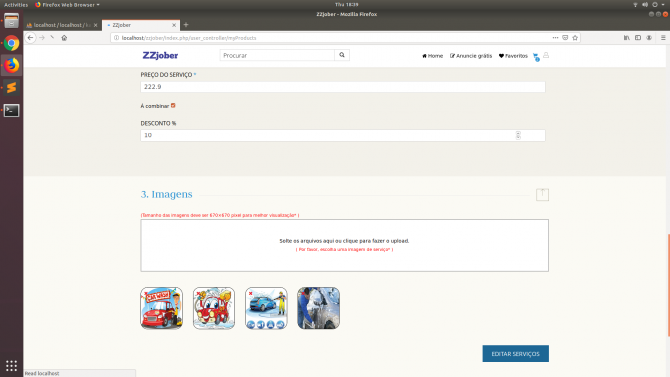 Activities
Firefox Web Browser
Thu 18:39
ZZjober - Mozilla Firefox
localhost / localhost / 
ZZjober
localhost/zzjober/index.php/user_controller/myProducts
ZZjober
Procurar
Home
Anuncie grátis
Favoritos
PREÇO DO SERVIÇO *
222.9
A combinar
DESCONTO %
10
3. Imagens
(Tamanho das imagens deve ser 670×670 pixel para melhor visualização* )
Solte os arquivos aqui ou clique para fazer o upload.
( Por favor, escolha uma imagem de serviço* )
CAR WASH
EDITAR SERVIÇOS
Read localhost